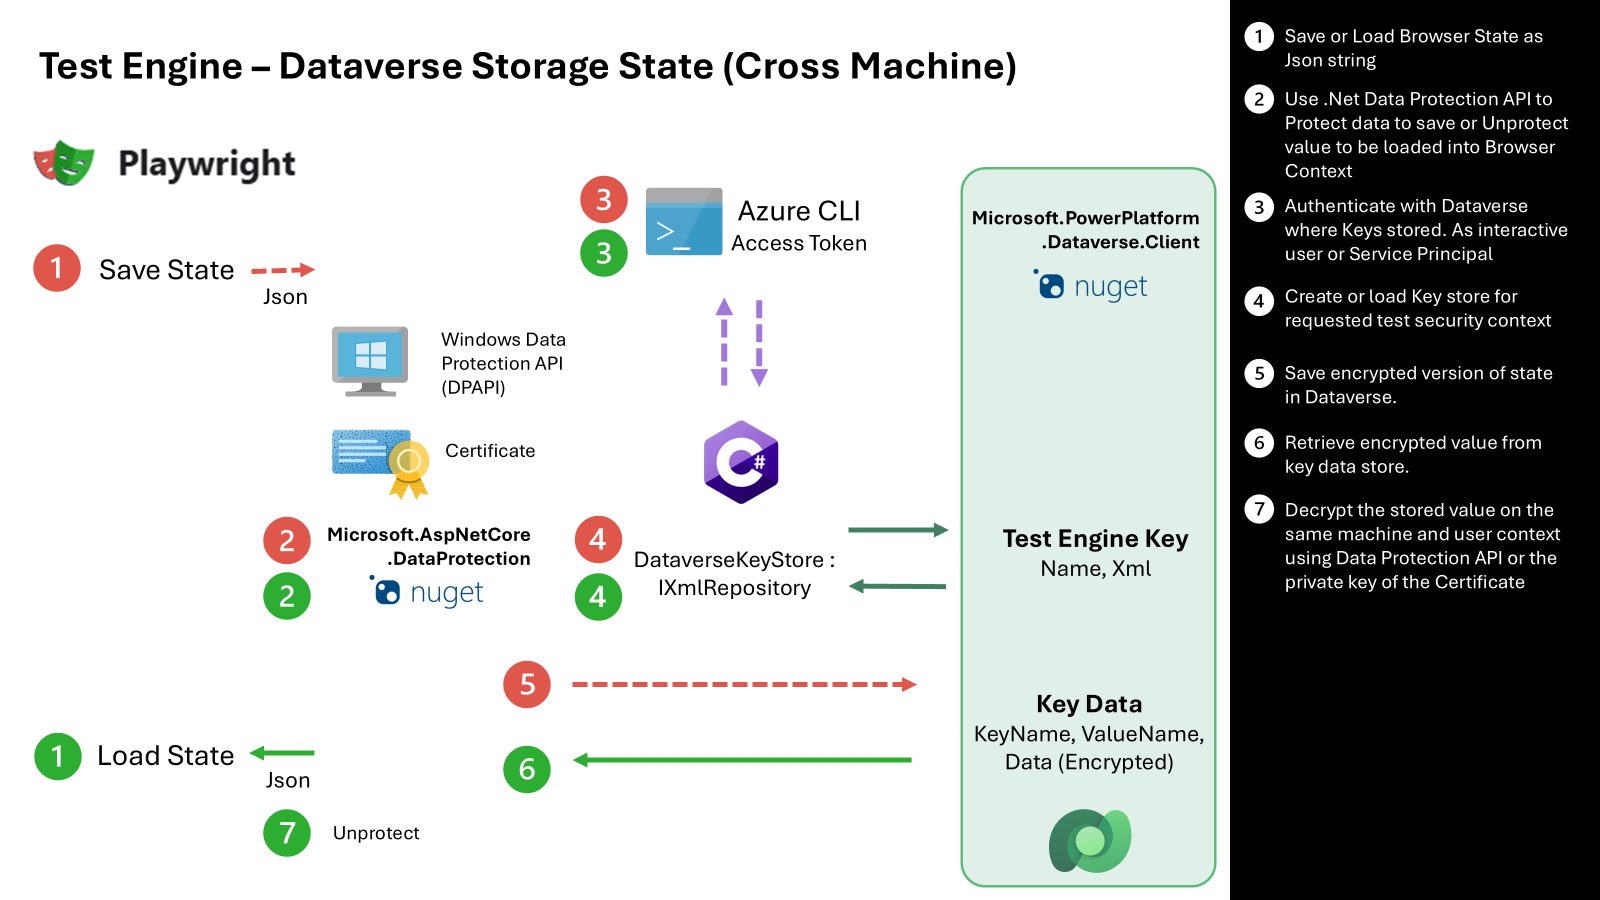 Test Engine – Dataverse Storage State (Cross Machine)
Playwright
1 Save State
Json
Windows Data
Protection API
(DPAPI)
Certificate
2
2
Microsoft.AspNetCore
.DataProtection
nuget
3
3
Azure CLI
Access Token
>_
C#
4
4
DataverseKeyStore :
IXmlRepository
5
6
1 Load State
Json
7 Unprotect
Microsoft.PowerPlatform
.Dataverse.Client
nuget
Test Engine Key
Name, Xml
Key Data
KeyName, ValueName,
Data (Encrypted)
1 Save or Load Browser State as
Json string
2 Use .Net Data Protection API to
Protect data to save or Unprotect
value to be loaded into Browser
Context
3 Authenticate with Dataverse
where Keys stored. As interactive
user or Service Principal
4 Create or load Key store for
requested test security context
5 Save encrypted version of state
in Dataverse.
6 Retrieve encrypted value from
key data store.
7 Decrypt the stored value on the
same machine and user context
using Data Protection API or the
private key of the Certificate